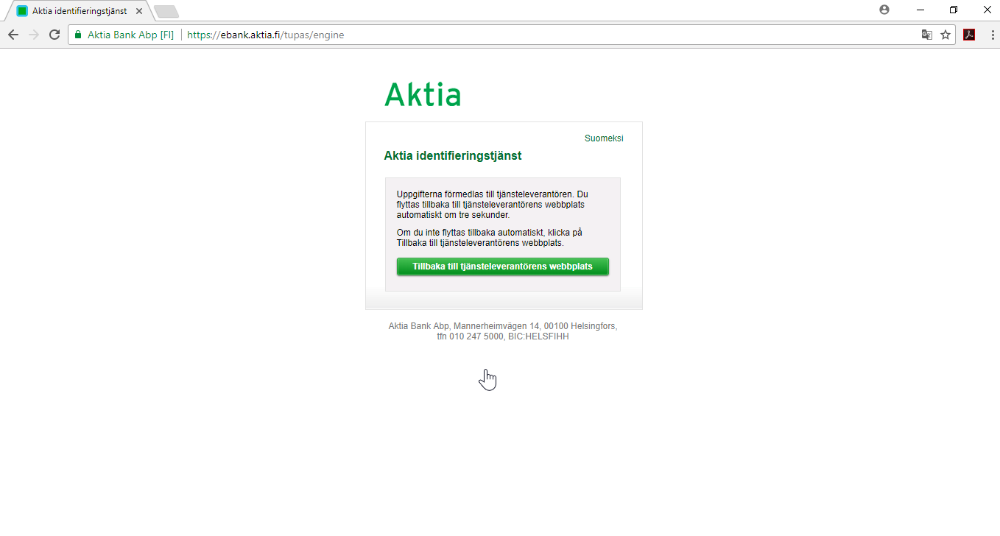 Aktia identifieringstjänst
Aktia Bank Abp [FI] https://ebank.aktia.fi/tupas/engine
Aktia
Suomeksi
Aktia identifieringstjänst
Uppgifterna förmedlas till tjänsteleverantören. Du
flyttas tillbaka till tjänsteleverantörens webbplats
automatiskt om tre sekunder.
Om du inte flyttas tillbaka automatiskt, klicka på
Tillbaka till tjänsteleverantörens webbplats.
Tillbaka till tjänsteleverantörens webbplats
Aktia Bank Abp, Mannerheimvägen 14, 00100 Helsingfors,
tfn 010 247 5000, BIC:HELSFIHH